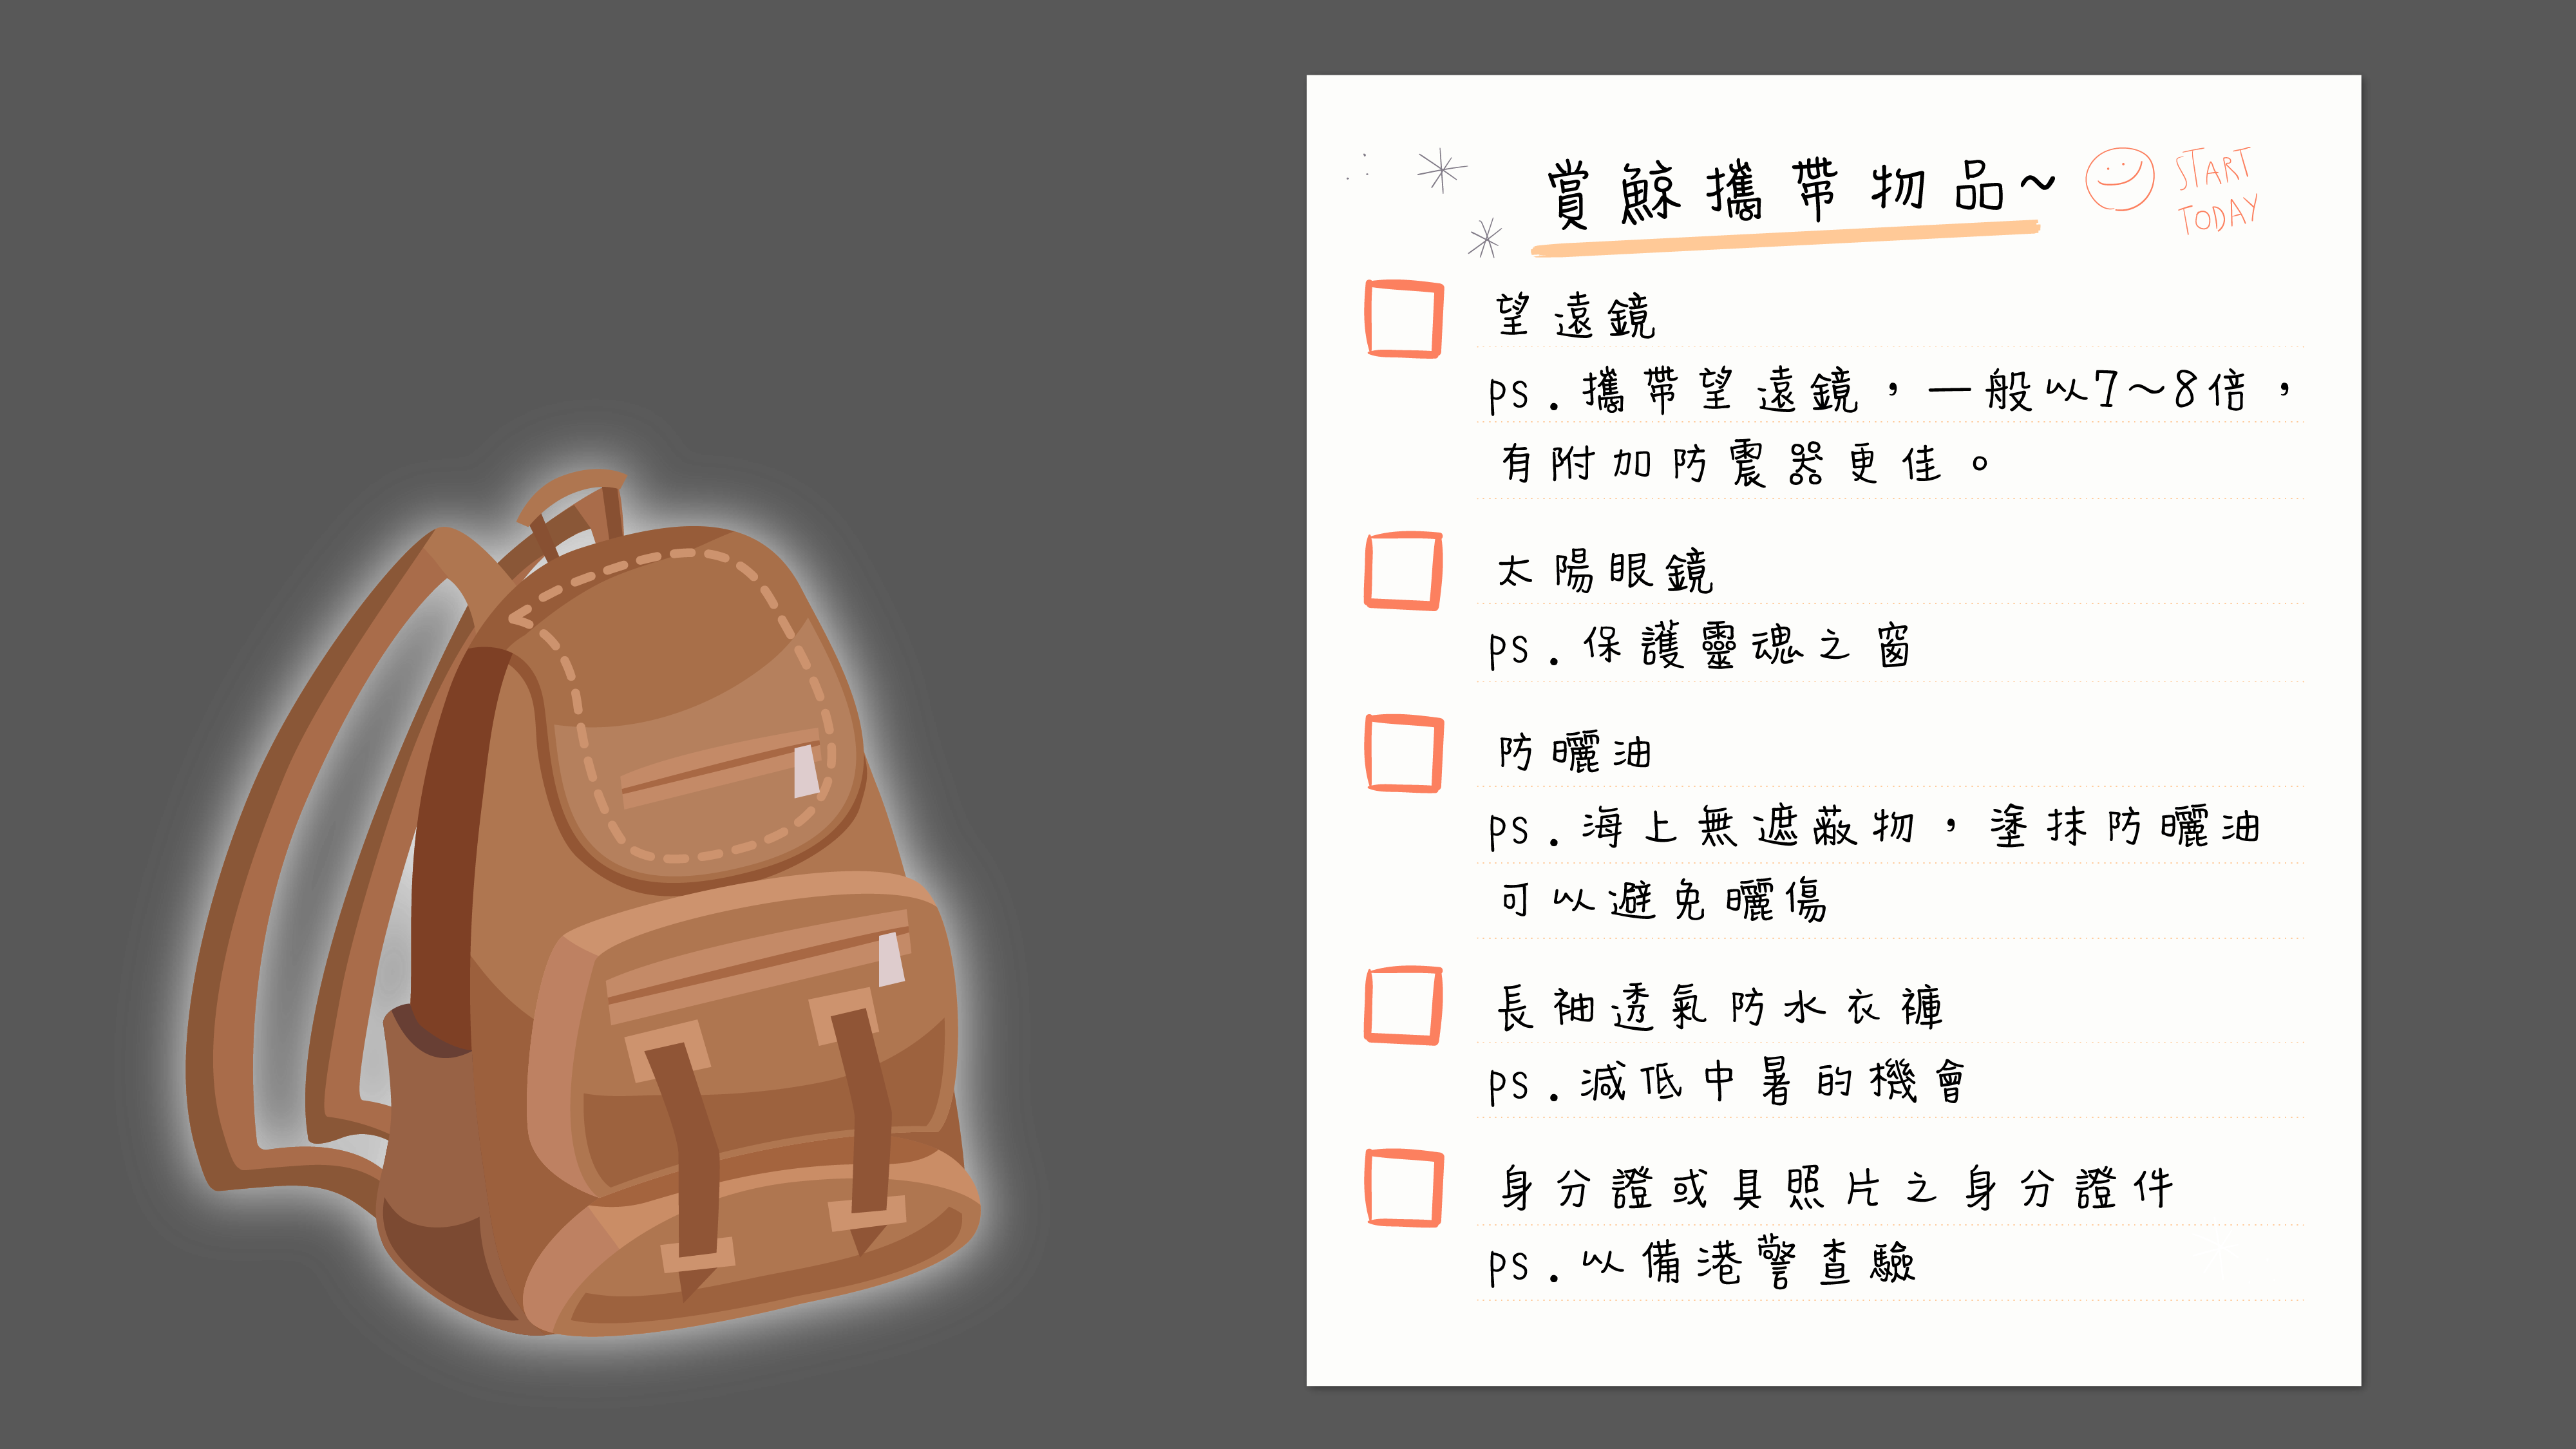 賞鯨攜帶物品~
START
TODAY
望遠鏡
ps.攜帶望遠鏡，一般以7～8倍，
有附加防震器更佳。
太陽眼鏡
ps.保護靈魂之窗
防曬油
ps.海上無遮蔽物，塗抹防曬油
可以避免曬傷
長袖透氣防水衣褲
ps.減低中暑的機會
身分證或具照片之身分證件
ps.以備港警查驗